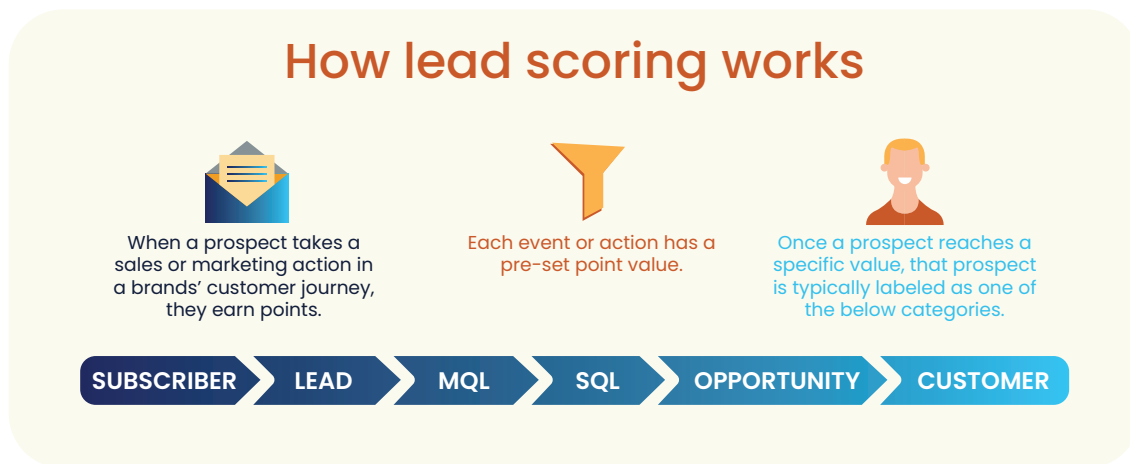 How lead scoring works
When a prospect takes a
sales or marketing action in
a brands’ customer journey,
they earn points.
Each event or action has a
pre-set point value.
Once a prospect reaches a
specific value, that prospect
is typically labeled as one of
the below categories.
SUBSCRIBER
LEAD
MQL
SQL
OPPORTUNITY
CUSTOMER